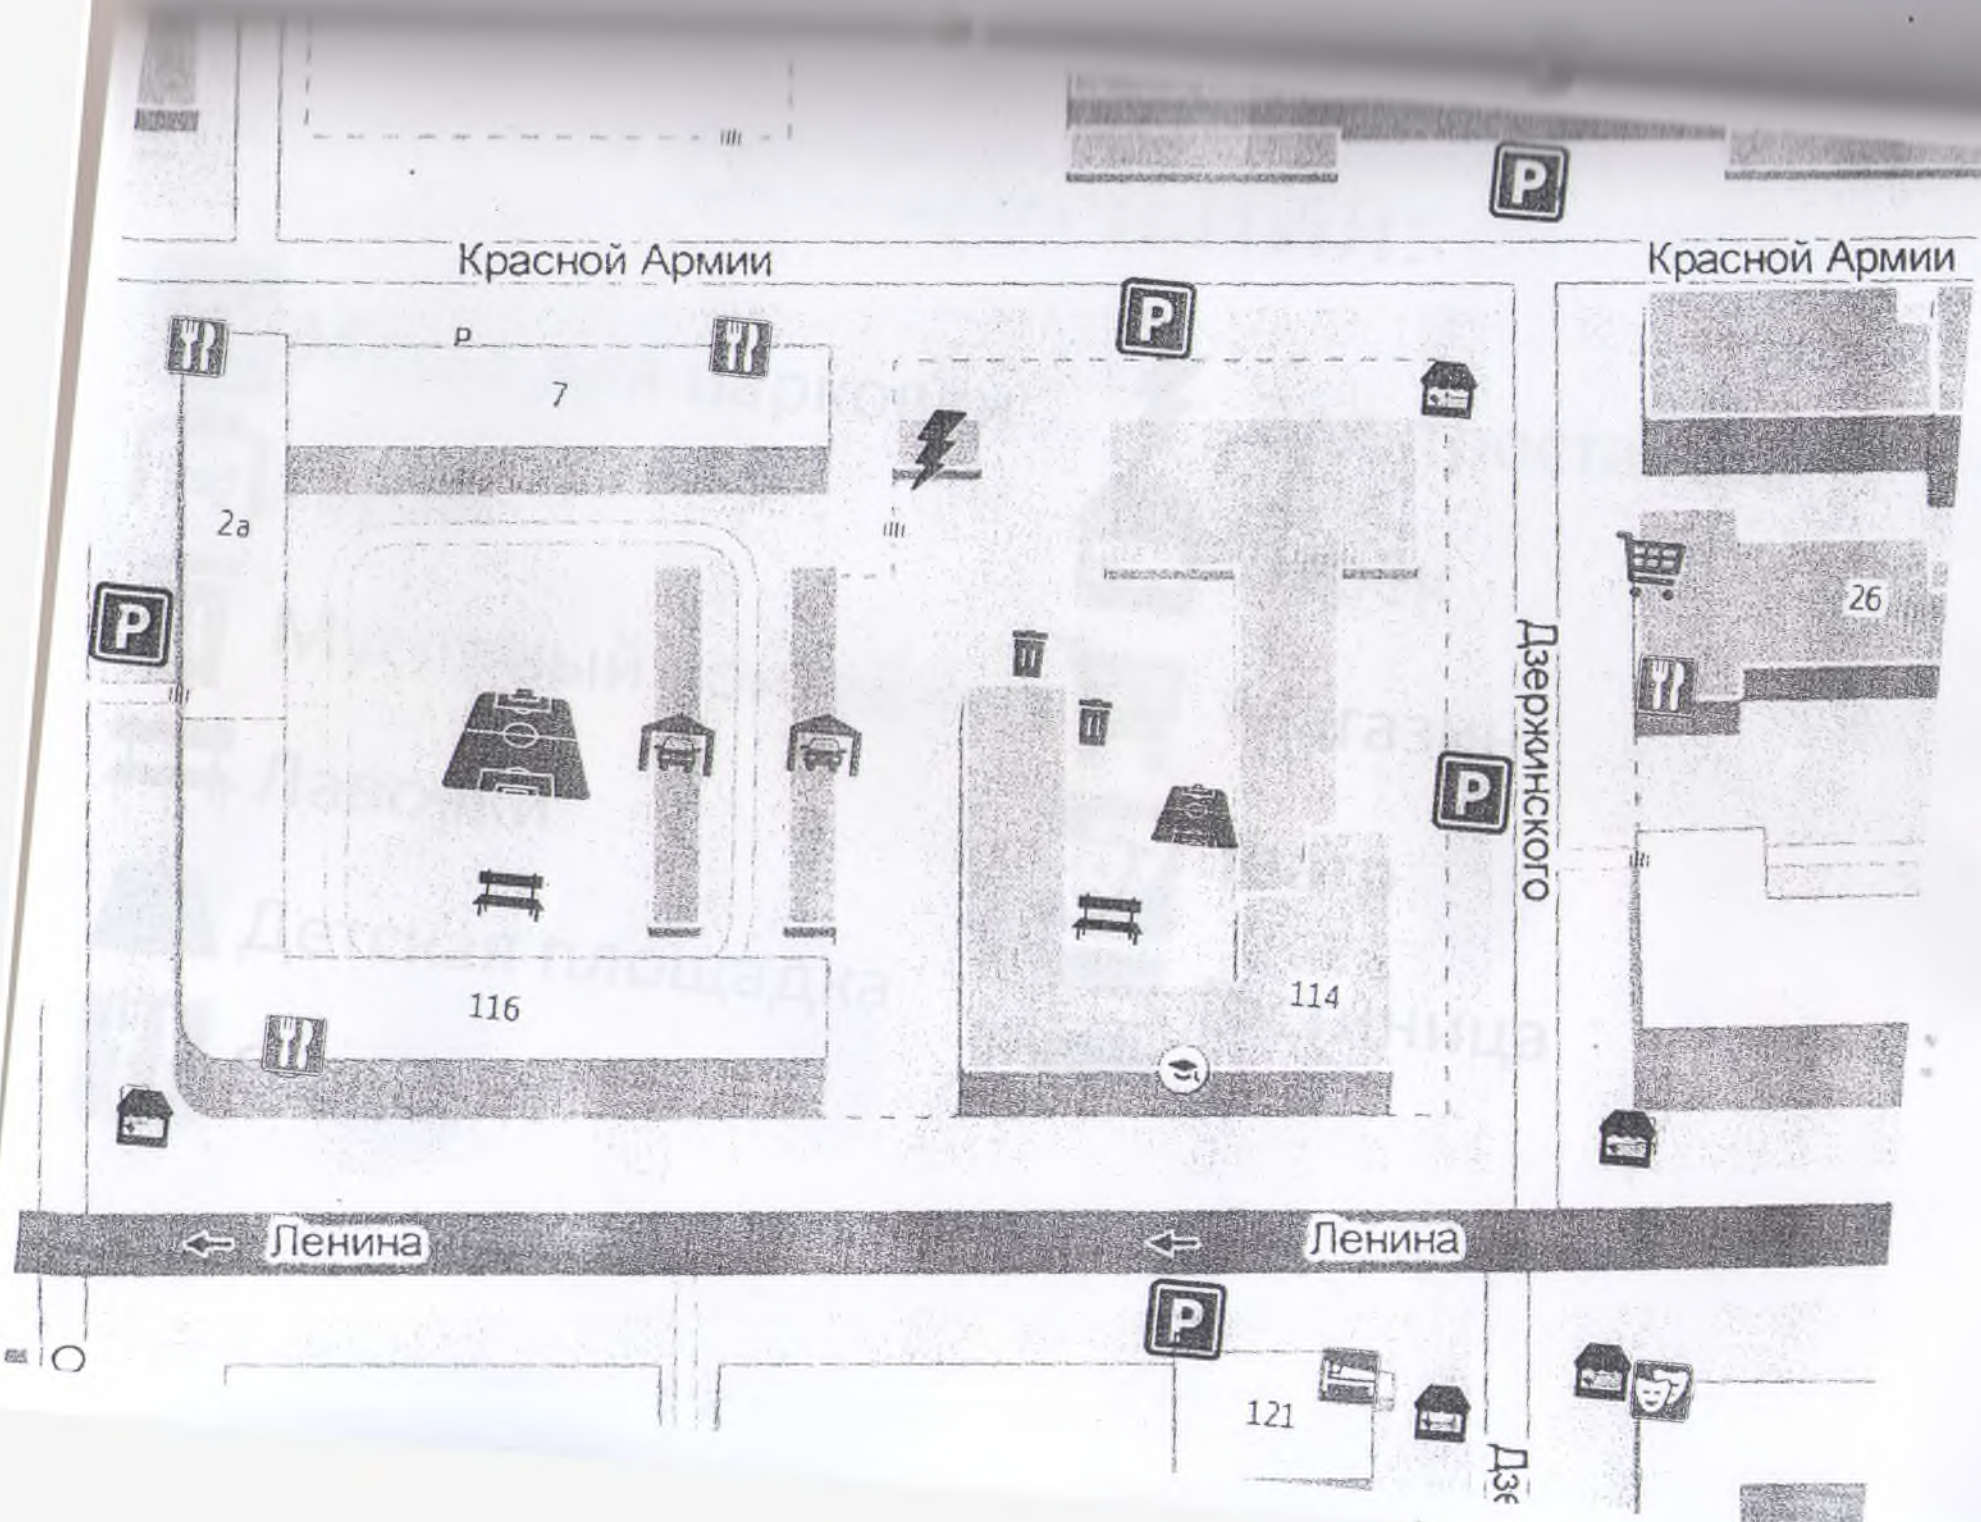 Красной Армии
Красной Армии
P
P
P
P
7
2а
26
P
Дзержинского
P
116
114
Ленина
Ленина
P
121
Дзе